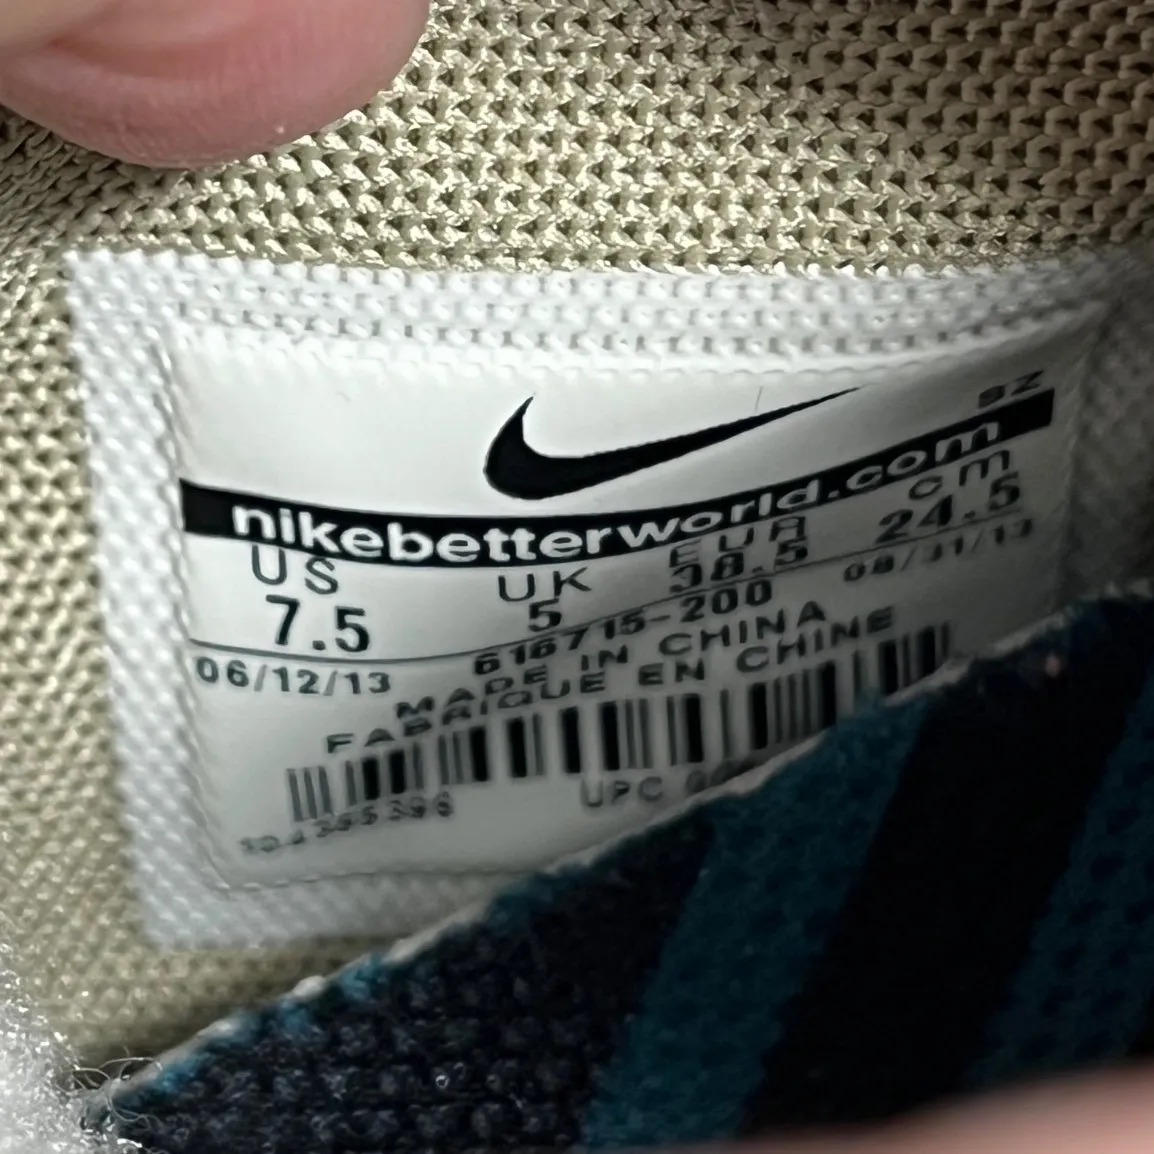 SZ
nikebetterworld.com
US UK EUR cm
7.5 5 38.5 24.5
06/12/13 616715-200 08/31/13
MADE IN CHINA
FABRIQUE EN CHINE
UPC